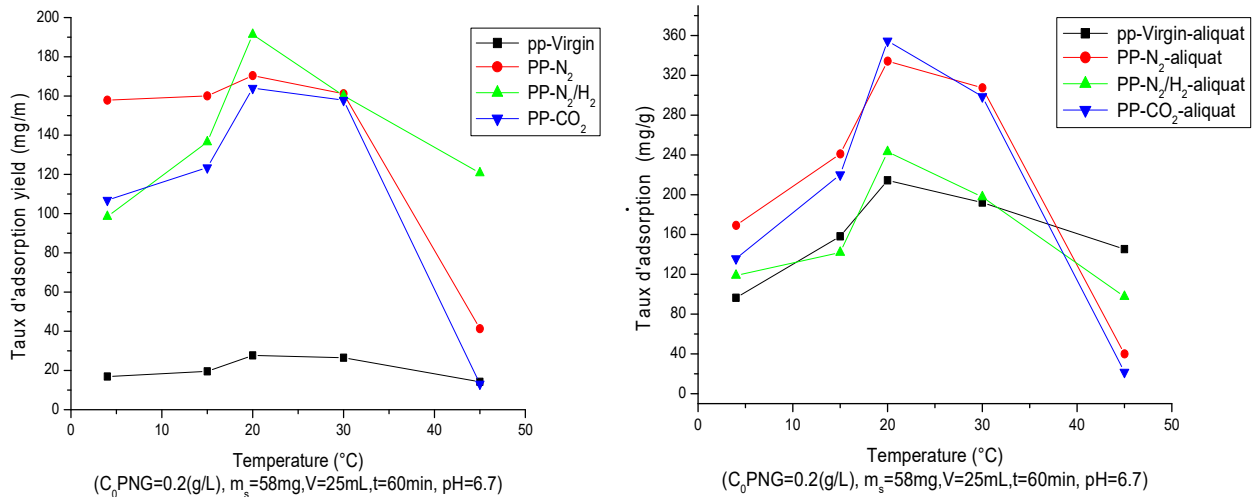 200
180
160
140
120
100
80
60
40
20
0
Taux d'adsorption yield (mg/m)
pp-Virgin
PP-N₂
PP-N₂/H₂
PP-CO₂
0 10 20 30 40 50
Temperature (°C)
(C₀PNG=0.2(g/L), mₛ=58mg,V=25mL,t=60min, pH=6.7)
360
320
280
240
200
160
120
80
40
0
Taux d'adsorption (mg/g)
pp-Virgin-aliquat
PP-N₂-aliquat
PP-N₂/H₂-aliquat
PP-CO₂-aliquat
0 10 20 30 40 50
Temperature (°C)
(C₀PNG=0.2(g/L), mₛ=58mg,V=25mL,t=60min, pH=6.7)